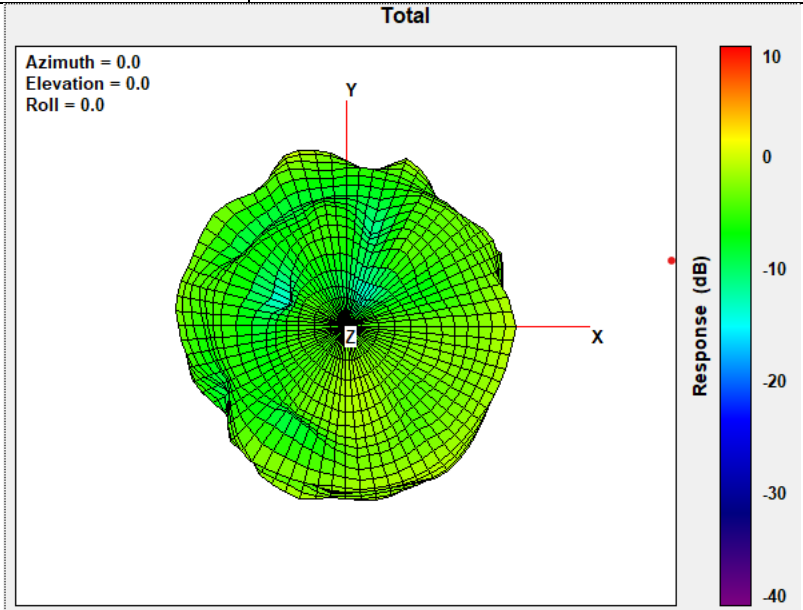 Total
Azimuth = 0.0
Elevation = 0.0
Roll = 0.0
Y
Z
X
10
0
-10
-20
-30
-40
Response (dB)